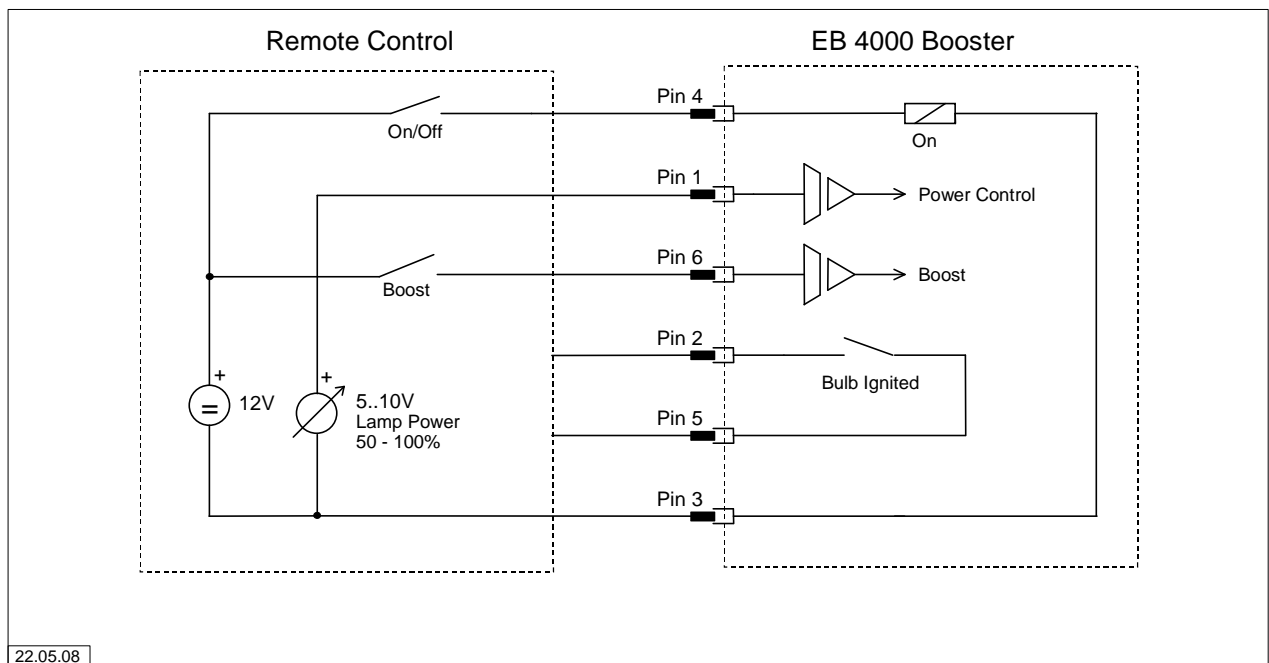 Remote Control
EB 4000 Booster
Pin 4
On/Off
On
Pin 1
Power Control
Pin 6
Boost
Boost
Pin 2
Bulb Ignited
+
12V
=
+
5..10V
Lamp Power
50 - 100%
Pin 5
Pin 3
22.05.08